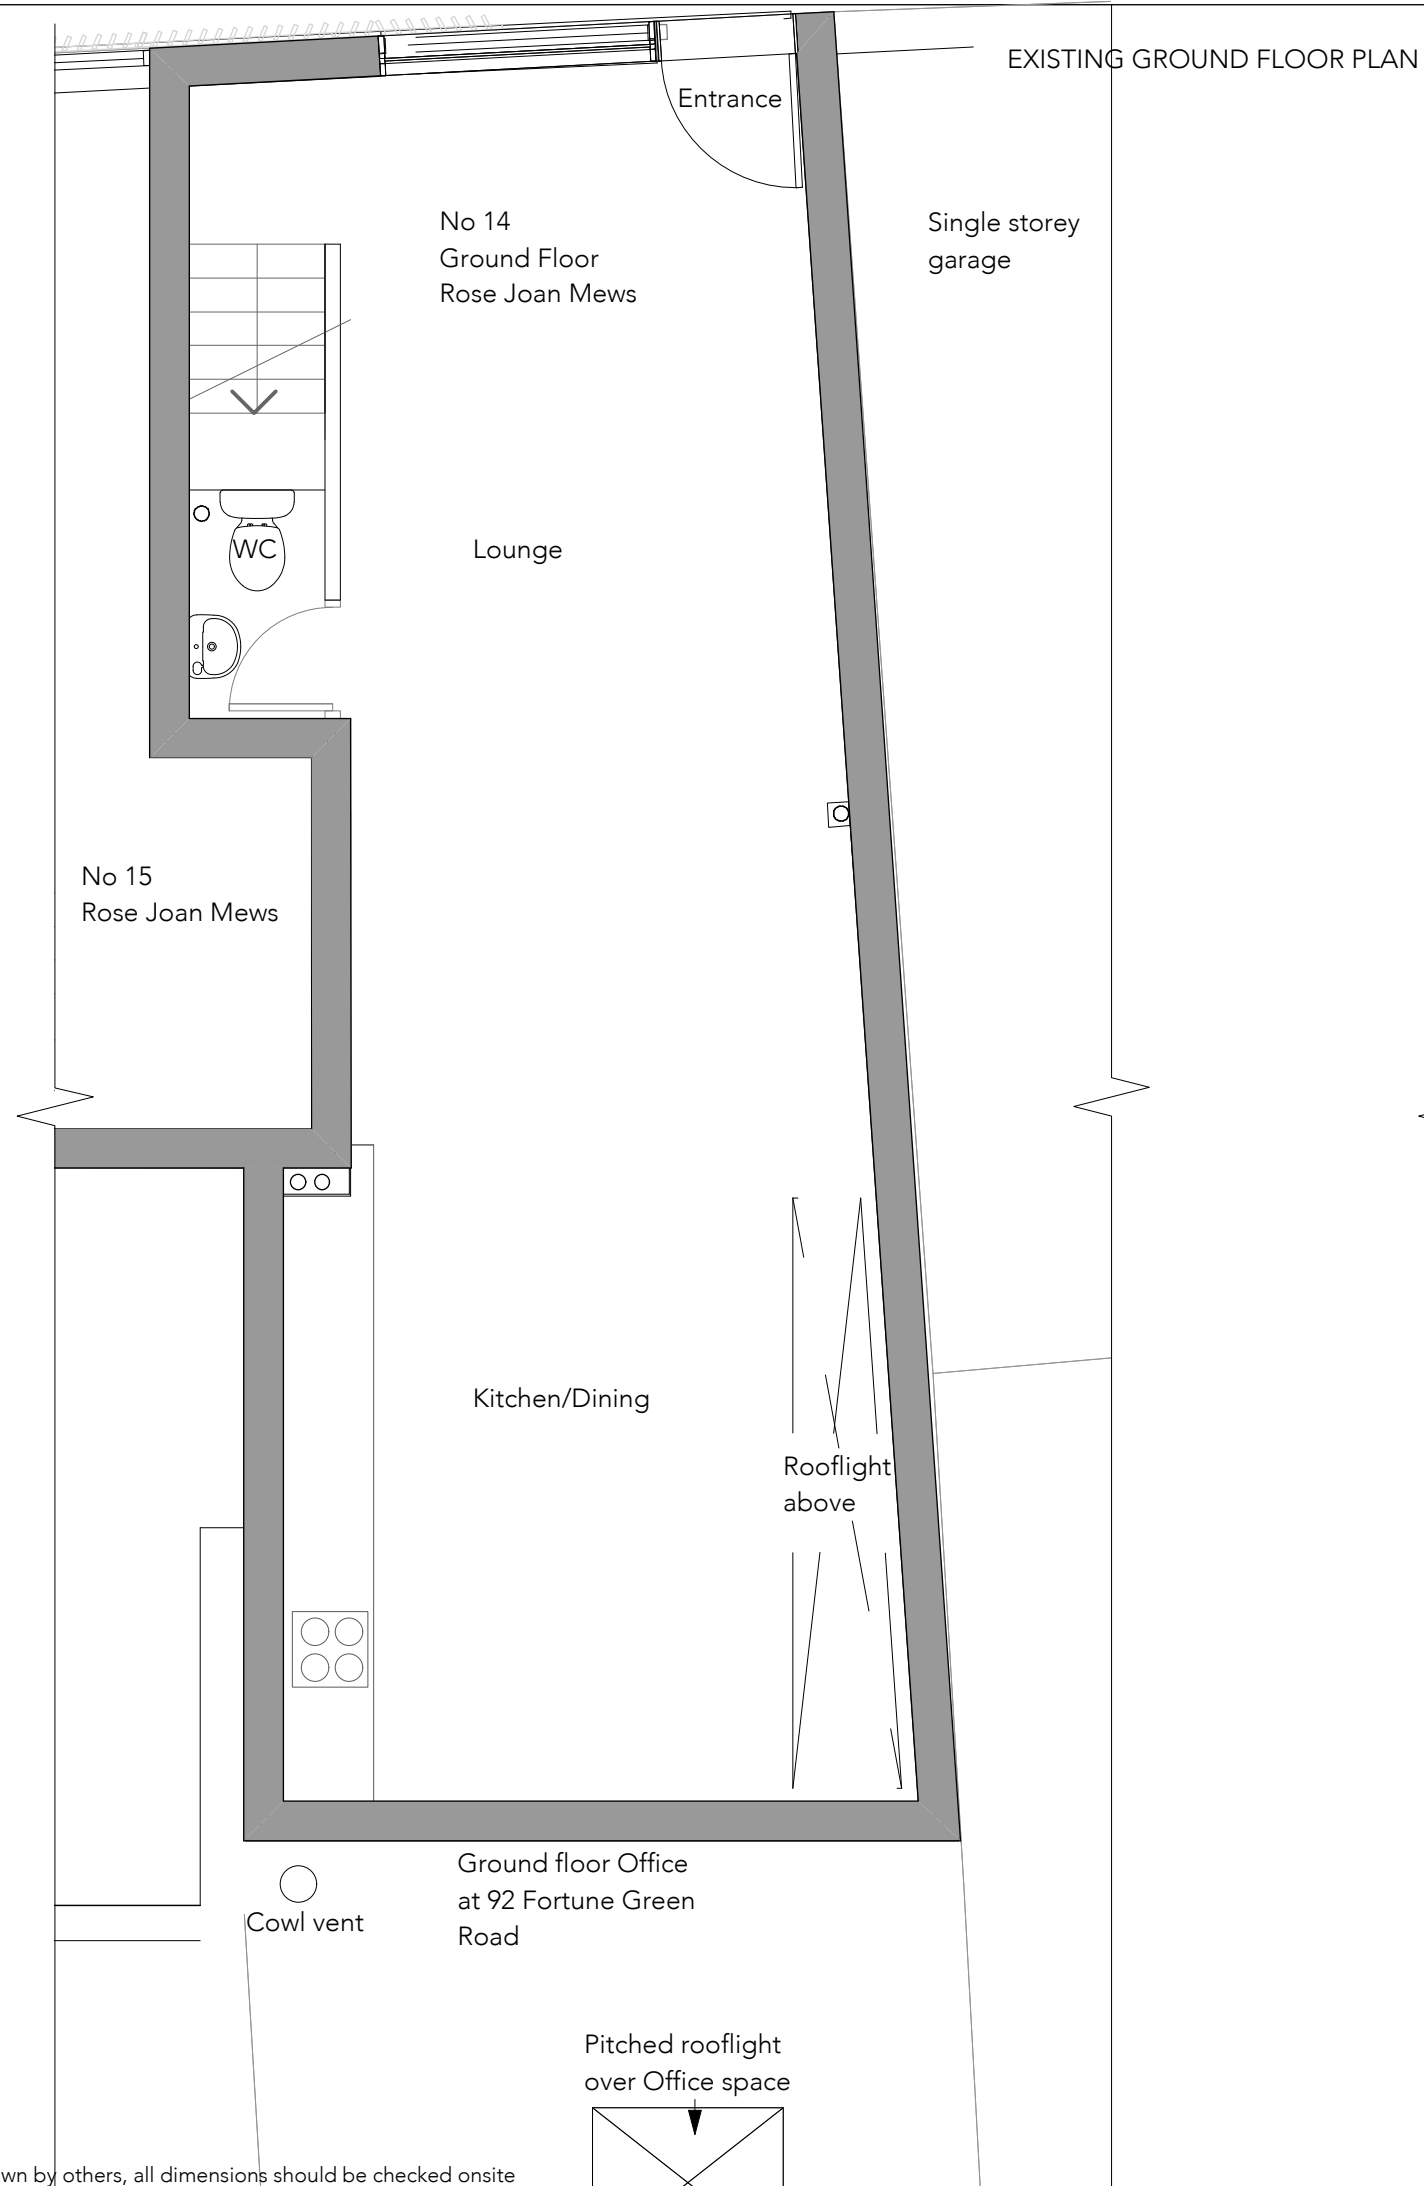 EXISTING GROUND FLOOR PLAN
Entrance
No 14
Ground Floor
Rose Joan Mews
Single storey
garage
WC
Lounge
No 15
Rose Joan Mews
Kitchen/Dining
Rooflight
above
Ground floor Office
at 92 Fortune Green
Road
Cowl vent
Pitched rooflight
over Office space
wn by others, all dimensions should be checked onsite